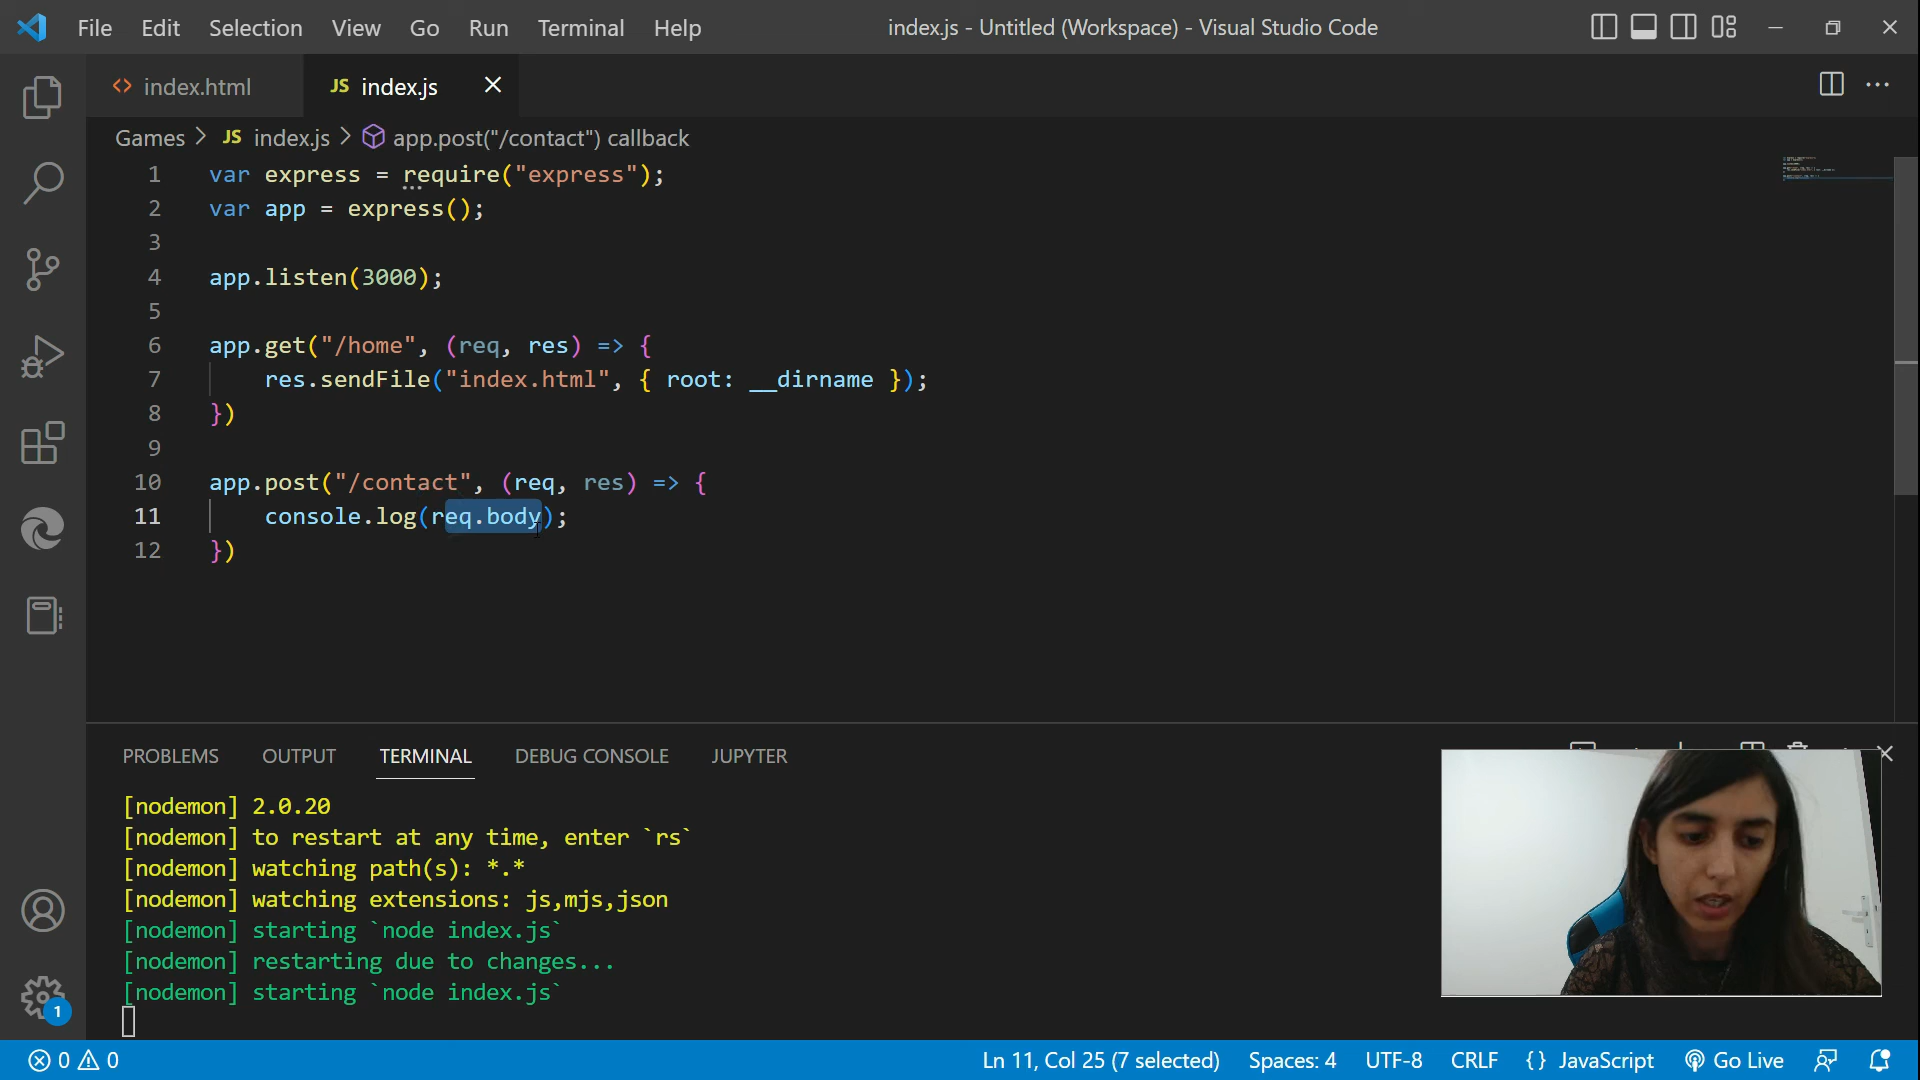 File Edit Selection View Go Run Terminal Help index.js - Untitled (Workspace) - Visual Studio Code
index.html JS index.js
Games > JS index.js > app.post("/contact") callback
1 var express = require("express");
2 var app = express();
3
4 app.listen(3000);
5
6 app.get("/home", (req, res) => {
7 res.sendFile("index.html", { root: __dirname });
8 })
9
10 app.post("/contact", (req, res) => {
11 console.log(req.body);
12 })
PROBLEMS OUTPUT TERMINAL DEBUG CONSOLE JUPYTER
[nodemon] 2.0.20
[nodemon] to restart at any time, enter `rs`
[nodemon] watching path(s): *.*
[nodemon] watching extensions: js,mjs,json
[nodemon] starting `node index.js`
[nodemon] restarting due to changes...
[nodemon] starting `node index.js`
1
0 0 Ln 11, Col 25 (7 selected) Spaces: 4 UTF-8 CRLF {} JavaScript Go Live